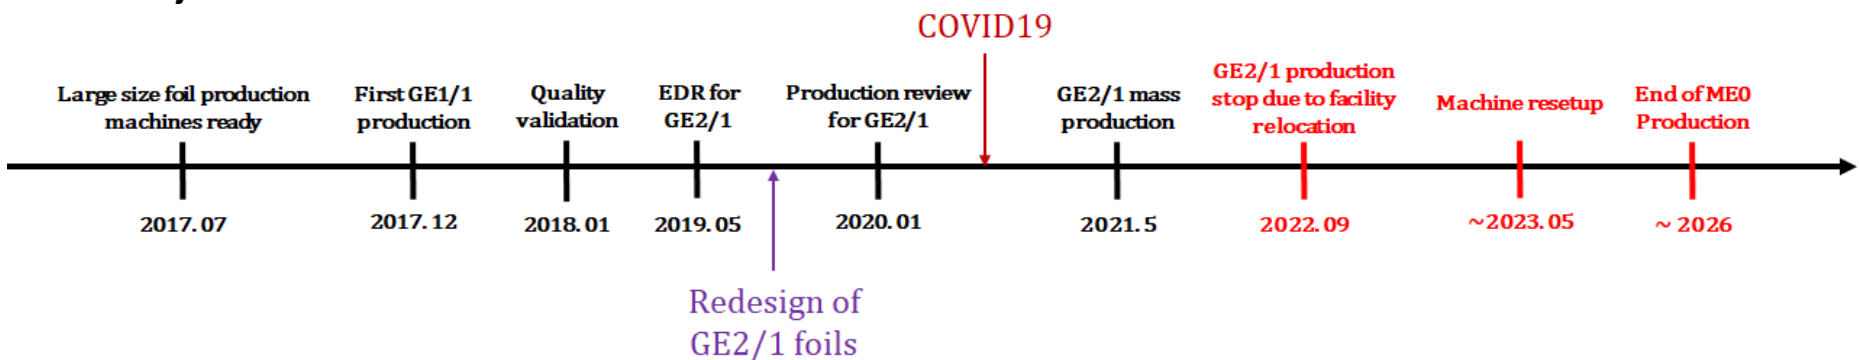 COVID19
Large size foil production
machines ready
First GE1/1
production
Quality
validation
EDR for
GE2/1
Production review
for GE2/1
GE2/1 mass
production
GE2/1 production
stop due to facility
relocation
Machine resetup
End of ME0
Production
2017.07
2017.12
2018.01
2019.05
2020.01
2021.5
2022.09
~2023.05
~ 2026
Redesign of
GE2/1 foils